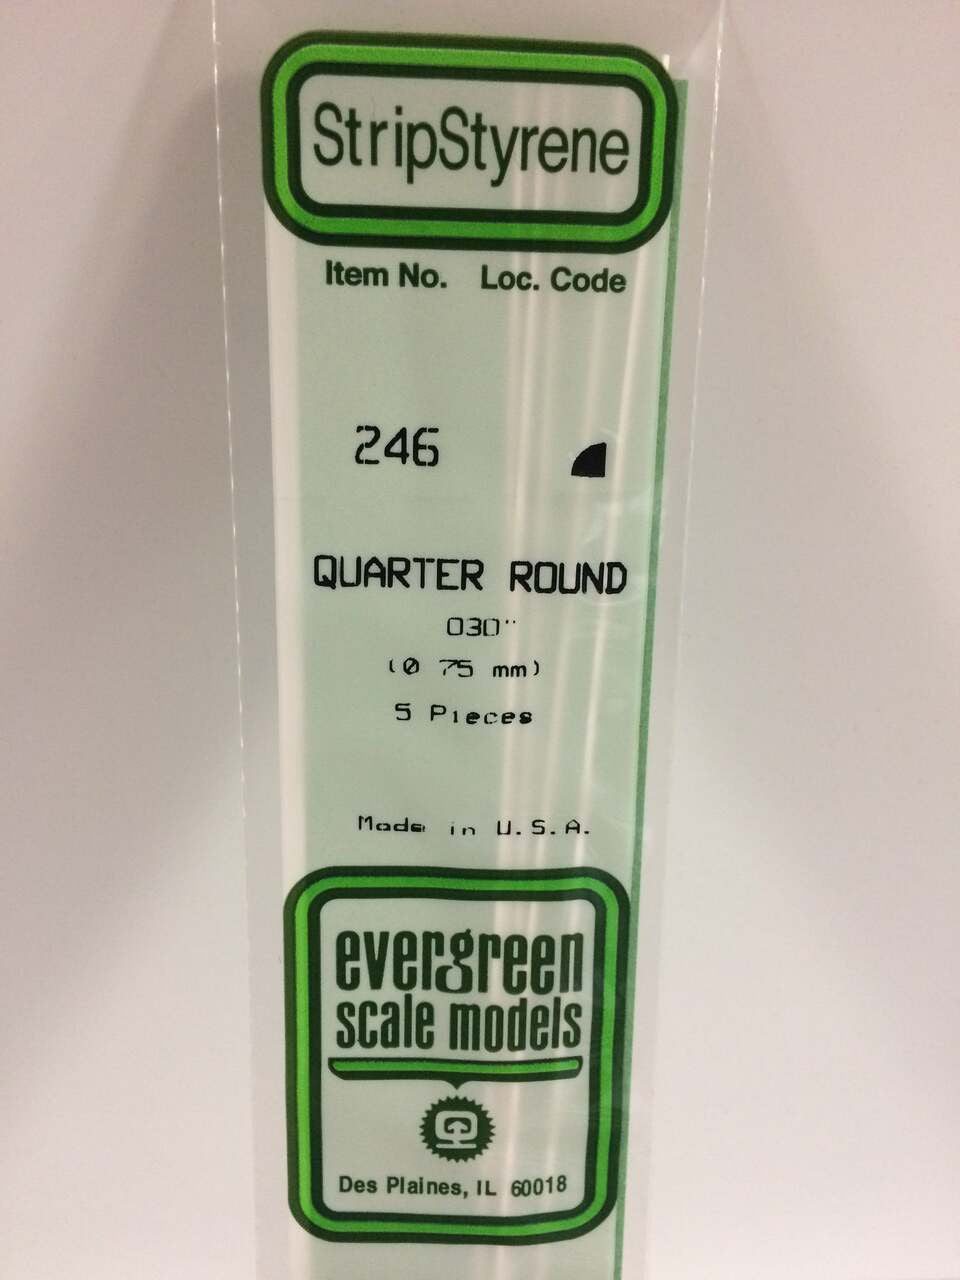 StripStyrene
Item No. Loc. Code
246
QUARTER ROUND
030"
(0 75 mm)
5 Pieces
Made in U.S.A.
evergreen
scale models
Des Plaines, IL 60018